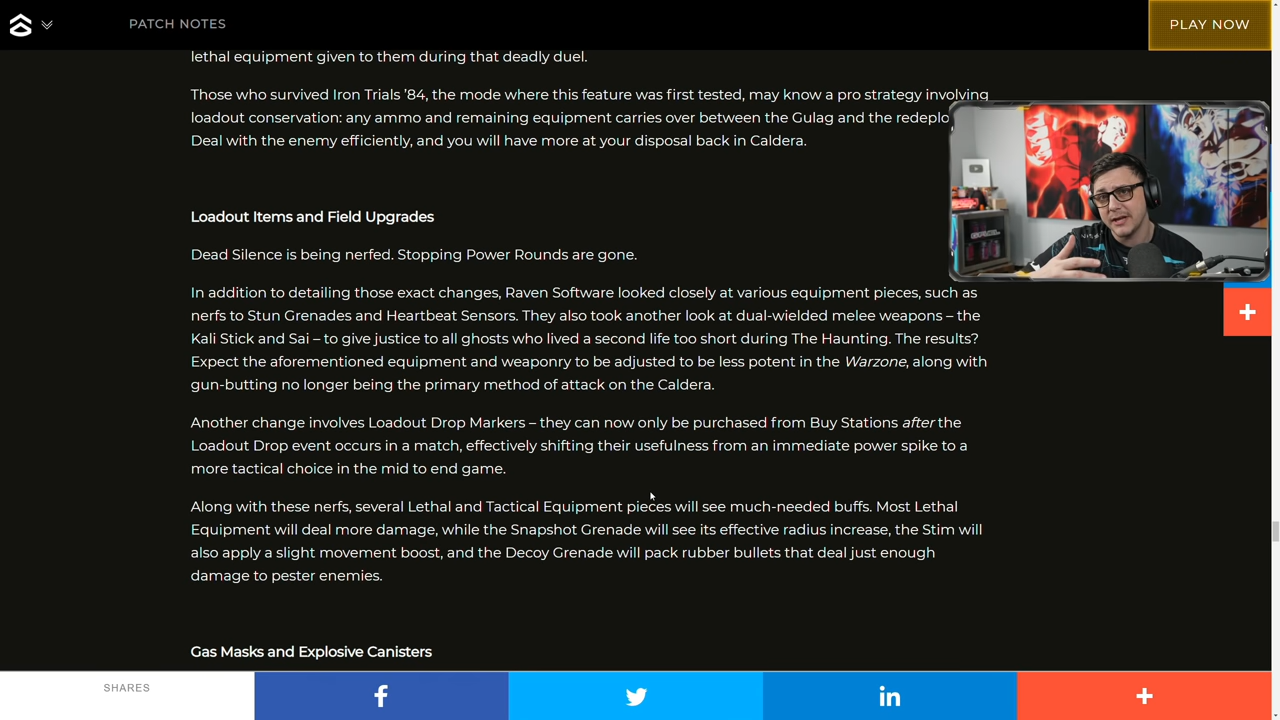 PATCH NOTES
PLAY NOW
lethal equipment given to them during that deadly duel.
Those who survived Iron Trials '84, the mode where this feature was first tested, may know a pro strategy involving
loadout conservation: any ammo and remaining equipment carries over between the Gulag and the redeplo
Deal with the enemy efficiently, and you will have more at your disposal back in Caldera.
Loadout Items and Field Upgrades
Dead Silence is being nerfed. Stopping Power Rounds are gone.
In addition to detailing those exact changes, Raven Software looked closely at various equipment pieces, such as
nerfs to Stun Grenades and Heartbeat Sensors. They also took another look at dual-wielded melee weapons – the
Kali Stick and Sai – to give justice to all ghosts who lived a second life too short during The Haunting. The results?
Expect the aforementioned equipment and weaponry to be adjusted to be less potent in the Warzone, along with
gun-butting no longer being the primary method of attack on the Caldera.
Another change involves Loadout Drop Markers – they can now only be purchased from Buy Stations after the
Loadout Drop event occurs in a match, effectively shifting their usefulness from an immediate power spike to a
more tactical choice in the mid to end game.
Along with these nerfs, several Lethal and Tactical Equipment pieces will see much-needed buffs. Most Lethal
Equipment will deal more damage, while the Snapshot Grenade will see its effective radius increase, the Stim will
also apply a slight movement boost, and the Decoy Grenade will pack rubber bullets that deal just enough
damage to pester enemies.
Gas Masks and Explosive Canisters
SHARES